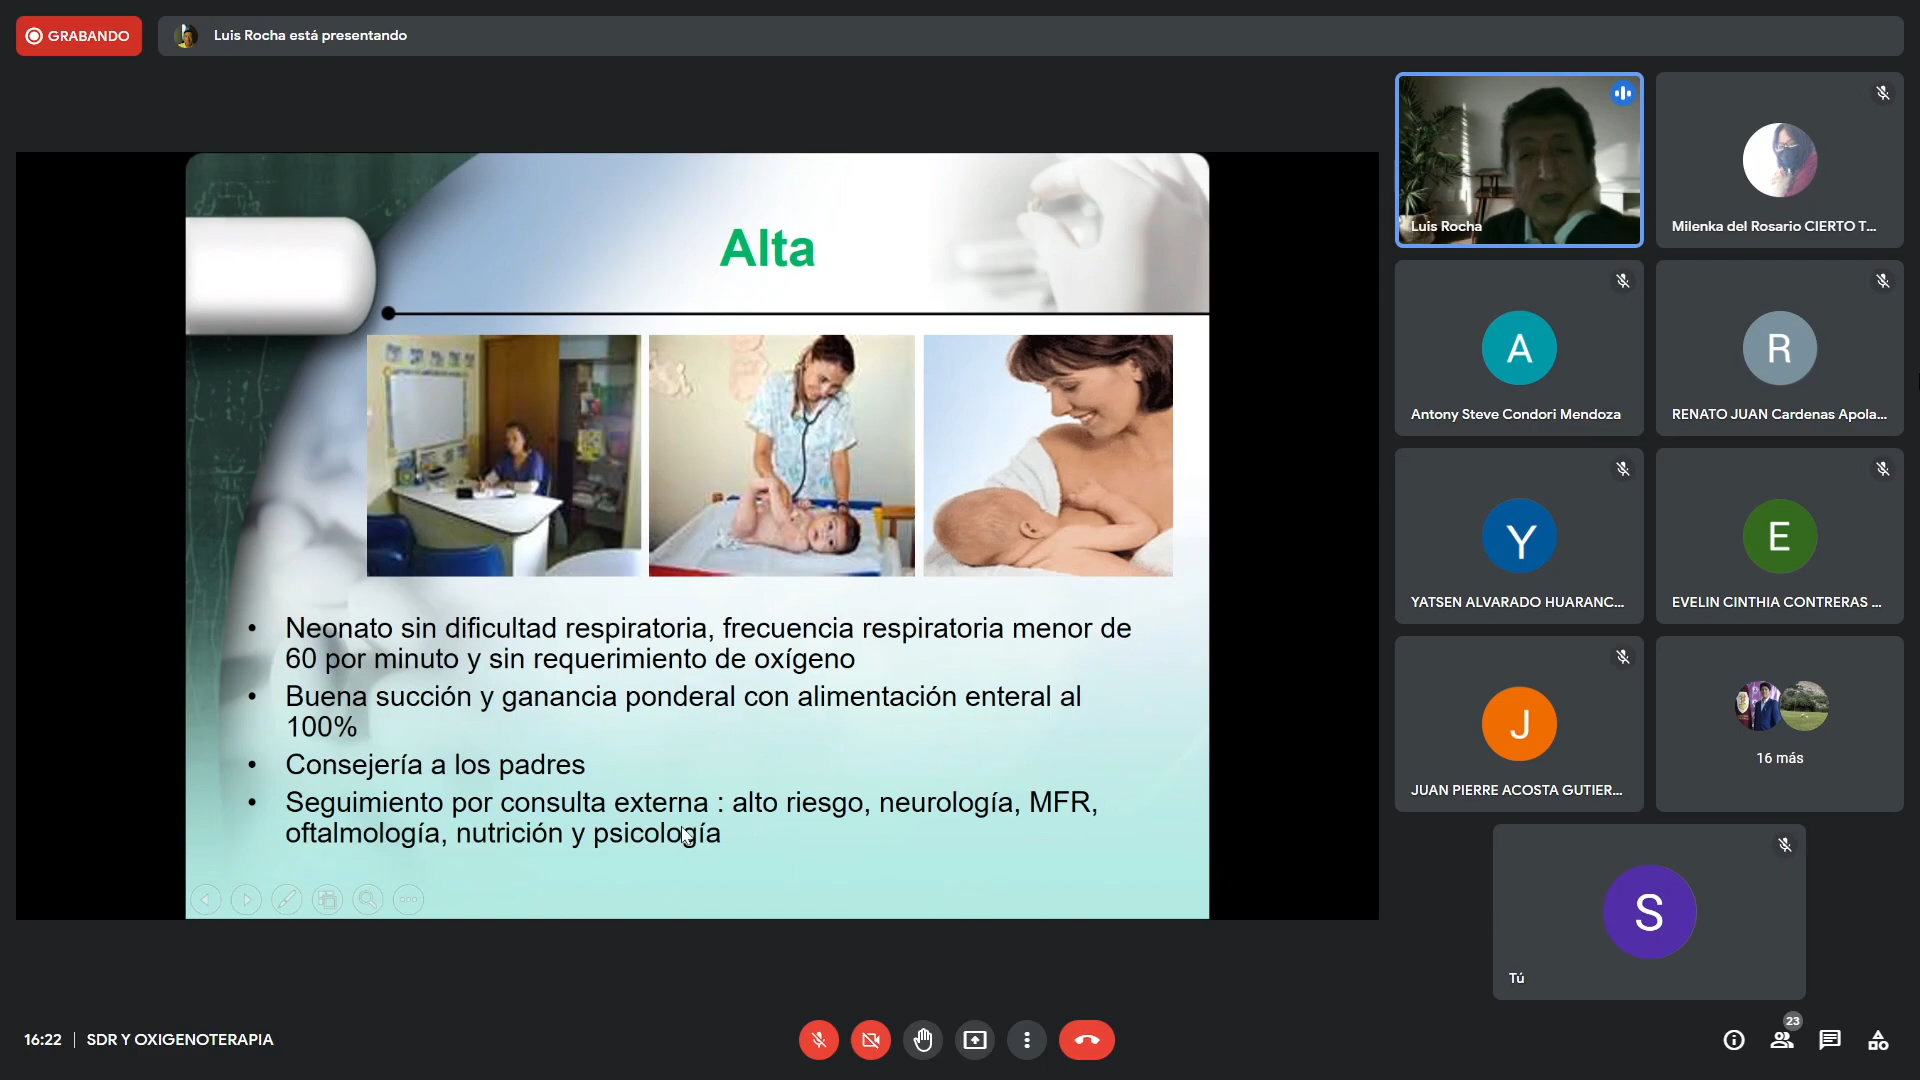 GRABANDO
Luis Rocha está presentando
Alta
• Neonato sin dificultad respiratoria, frecuencia respiratoria menor de
60 por minuto y sin requerimiento de oxígeno
• Buena succión y ganancia ponderal con alimentación enteral al
100%
• Consejería a los padres
• Seguimiento por consulta externa : alto riesgo, neurología, MFR,
oftalmología, nutrición y psicología
Luis Rocha
Milenka del Rosario CIERTO T...
A
Antony Steve Condori Mendoza
R
RENATO JUAN Cardenas Apola...
Y
YATSEN ALVARADO HUARANC...
E
EVELIN CINTHIA CONTRERAS ...
J
JUAN PIERRE ACOSTA GUTIER...
16 más
S
Tú
16:22 | SDR Y OXIGENOTERAPIA
23